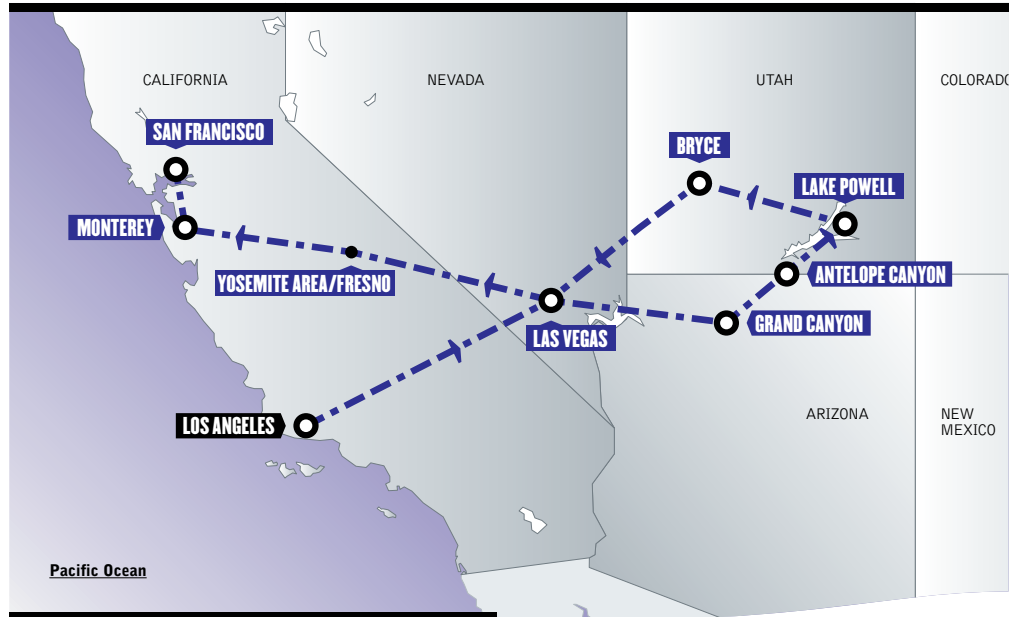 CALIFORNIA
NEVADA
UTAH
COLORADO
SAN FRANCISCO
BRYCE
LAKE POWELL
MONTEREY
YOSEMITE AREA/FRESNO
ANTELOPE CANYON
LAS VEGAS
GRAND CANYON
LOS ANGELES
ARIZONA
NEW
MEXICO
Pacific Ocean